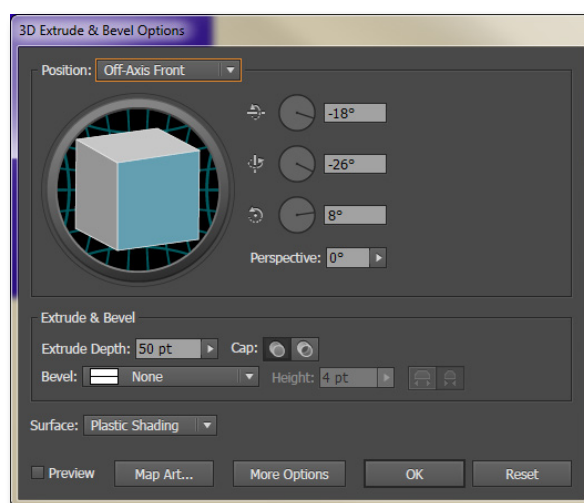 3D Extrude & Bevel Options
Position: Off-Axis Front
-18°
-26°
8°
Perspective: 0°
Extrude & Bevel
Extrude Depth: 50 pt Cap:
Bevel: None Height: 4 pt
Surface: Plastic Shading
Preview Map Art... More Options OK Reset